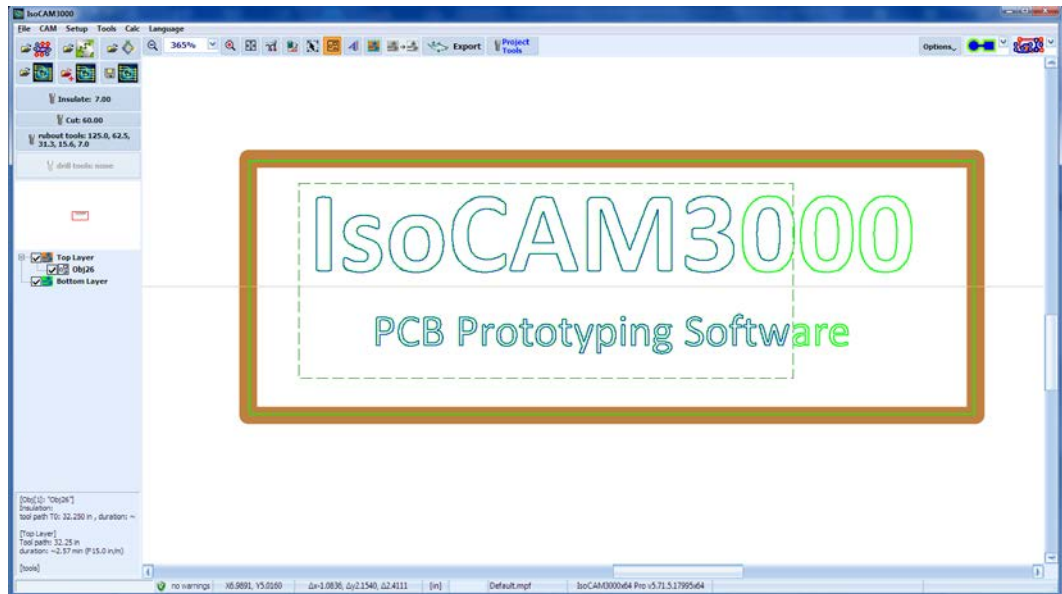 IsoCAM3000
File CAM Setup Tools Calc Language
365% Export Project Tools Options..
Insulate: 7.00
Cut: 60.00
rubout tools: 125.0, 62.5, 31.3, 15.6, 7.0
drill tools: none
Top Layer
Obj26
Bottom Layer
IsoCAM3000
PCB Prototyping Software
[Obj[1]: "Obj26"]
Insulation:
tool path T0: 32.250 in , duration: ~
[Top Layer]
Tool path: 32.25 in
duration: ~2.57 min (F15.0 in/m)
[tools]
no warnings X6.9891, Y5.0160 Δx-1.0836, Δy2.1540, Δ2.4111 [in] Default.mpf IsoCAM3000x64 Pro v5.71.5.17995x64